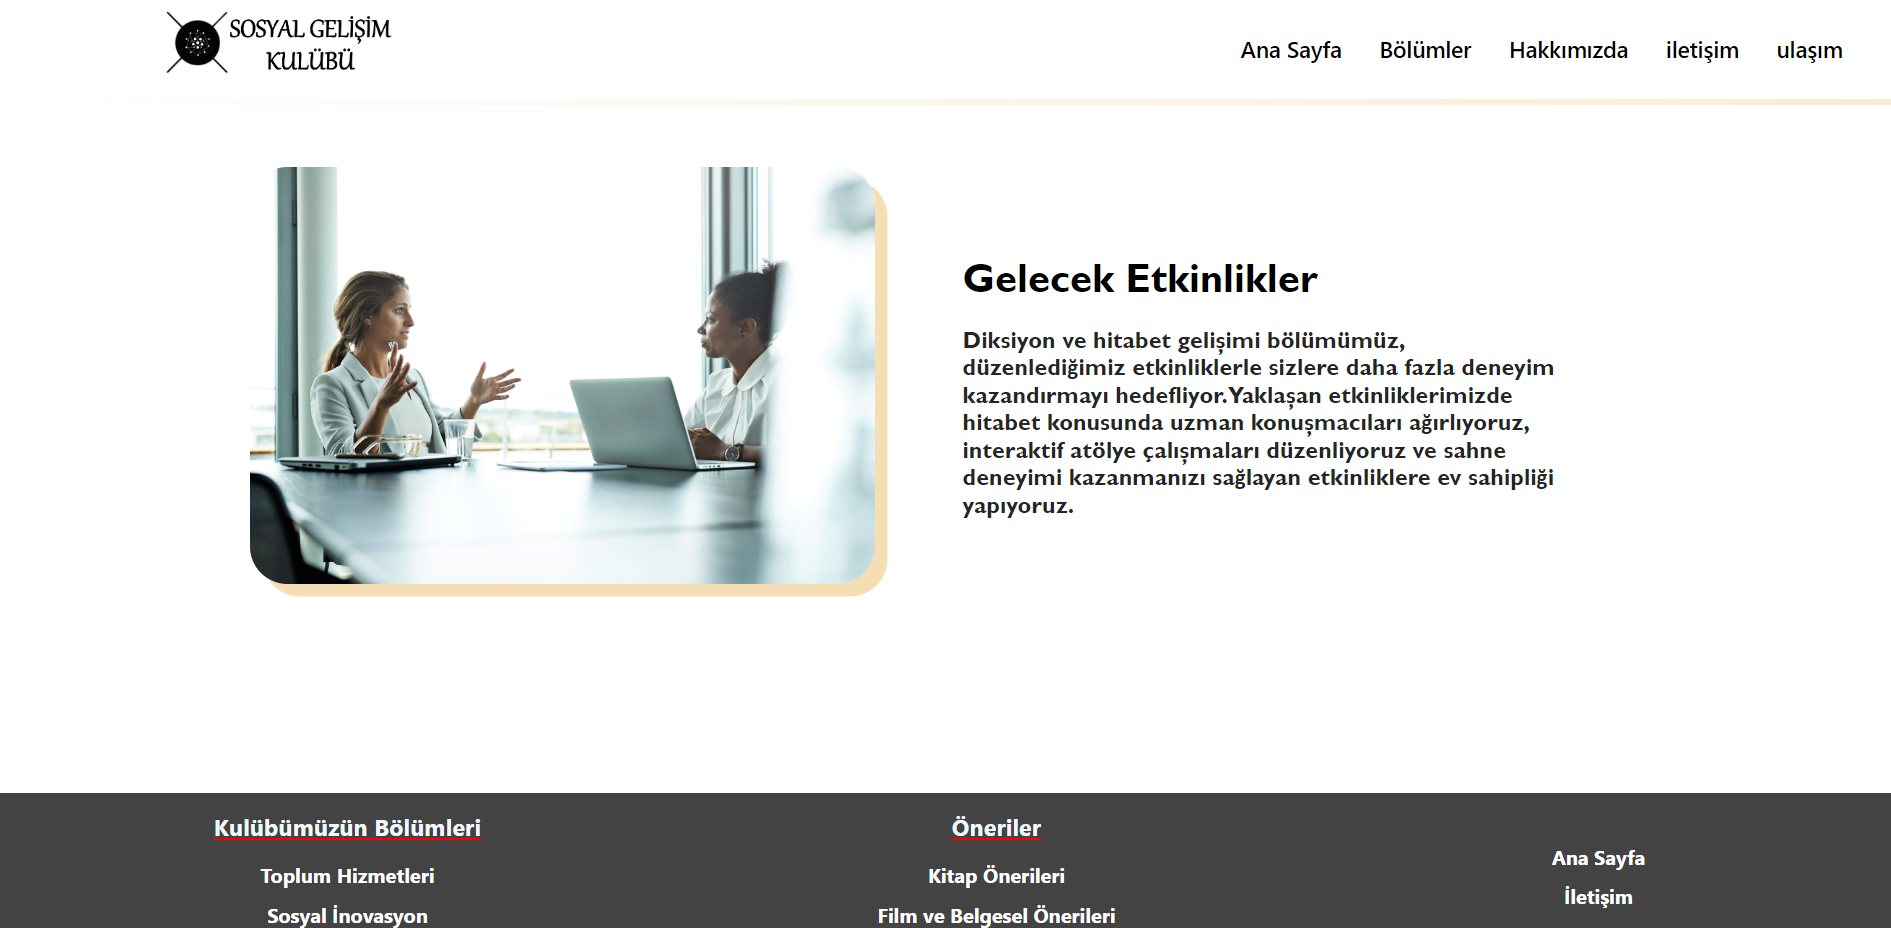 SOSYAL GELİŞİM
KULÜBÜ
Ana Sayfa Bölümler Hakkımızda iletişim ulaşım
Gelecek Etkinlikler
Diksiyon ve hitabet gelişimi bölümümüz,
düzenlediğimiz etkinliklerle sizlere daha fazla deneyim
kazandırmayı hedefliyor.Yaklaşan etkinliklerimizde
hitabet konusunda uzman konuşmacıları ağırlıyoruz,
interaktif atölye çalışmaları düzenliyoruz ve sahne
deneyimi kazanmanızı sağlayan etkinliklere ev sahipliği
yapıyoruz.
Kulübümüzün Bölümleri
Toplum Hizmetleri
Sosyal İnovasyon
Öneriler
Kitap Önerileri
Film ve Belgesel Önerileri
Ana Sayfa
İletişim